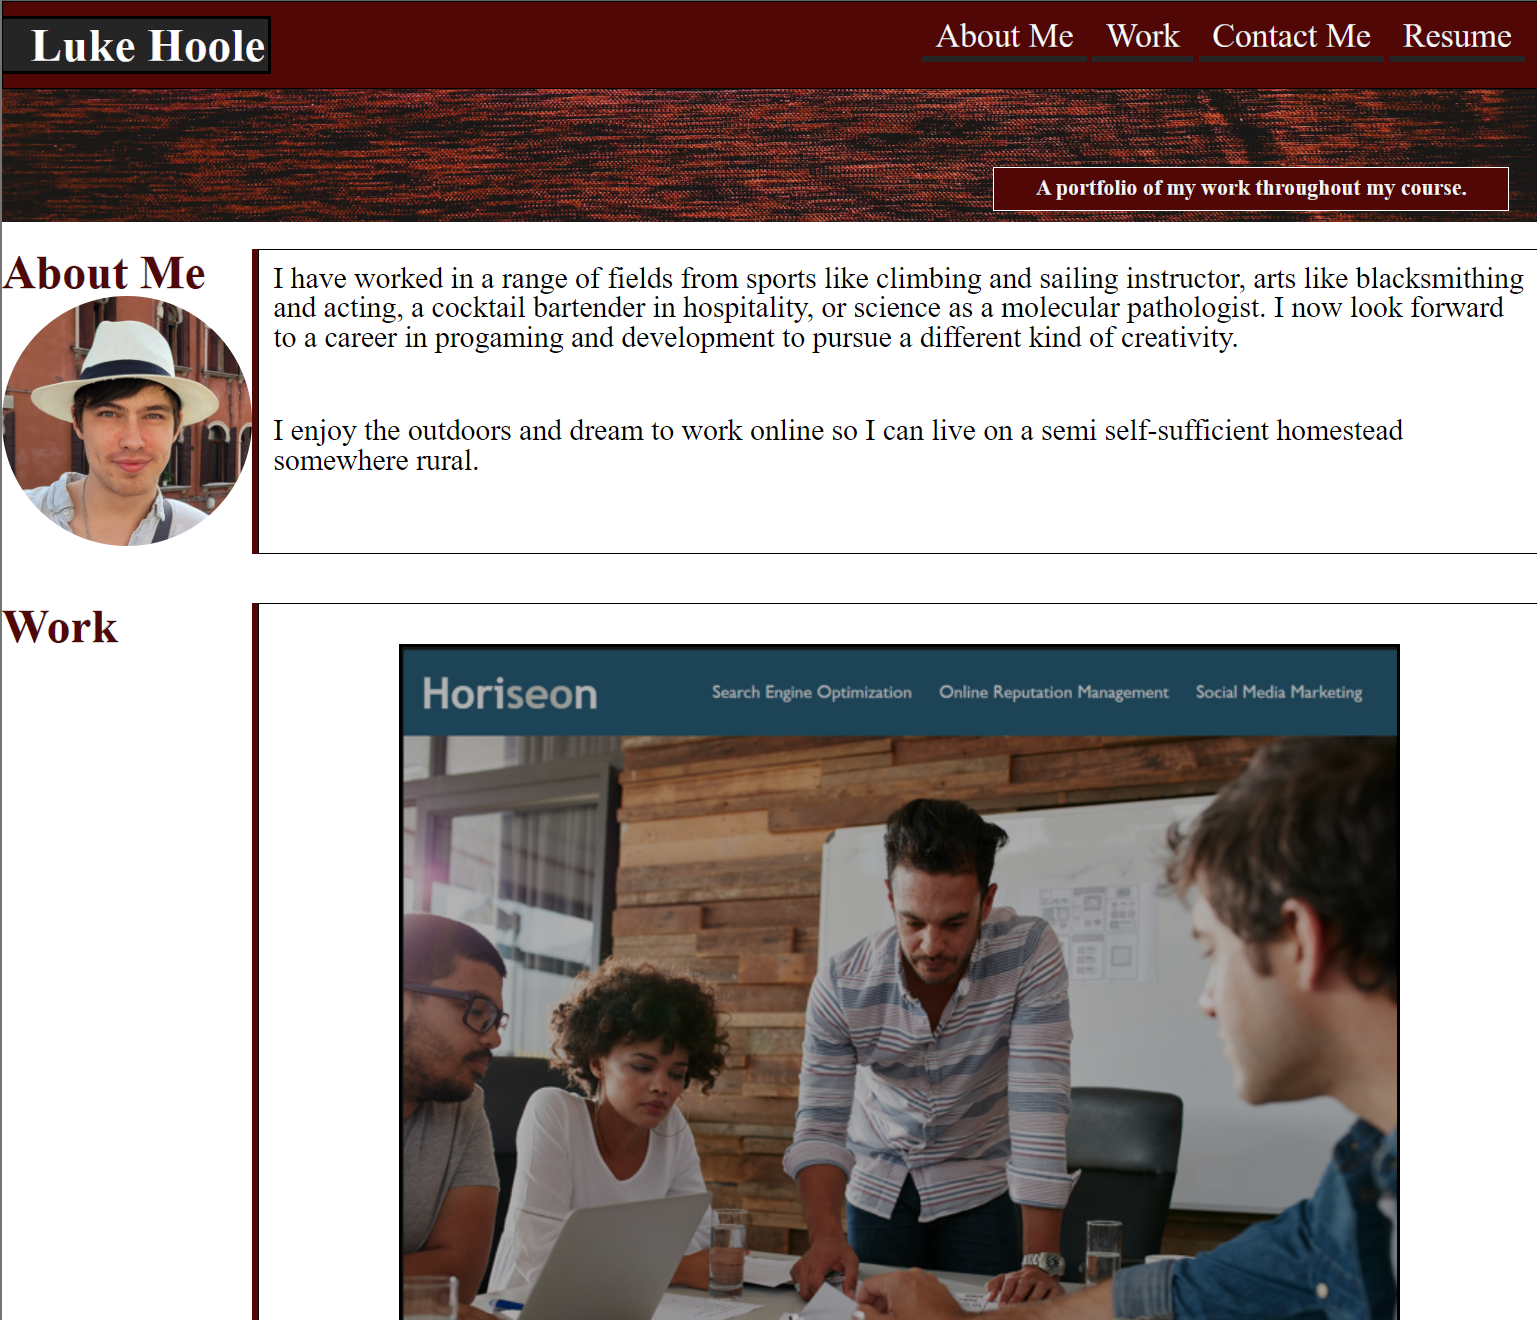 Luke Hoole
About Me Work Contact Me Resume
A portfolio of my work throughout my course.
About Me
I have worked in a range of fields from sports like climbing and sailing instructor, arts like blacksmithing
and acting, a cocktail bartender in hospitality, or science as a molecular pathologist. I now look forward
to a career in progaming and development to pursue a different kind of creativity.
I enjoy the outdoors and dream to work online so I can live on a semi self-sufficient homestead
somewhere rural.
Work
Horiseon
Search Engine Optimization Online Reputation Management Social Media Marketing